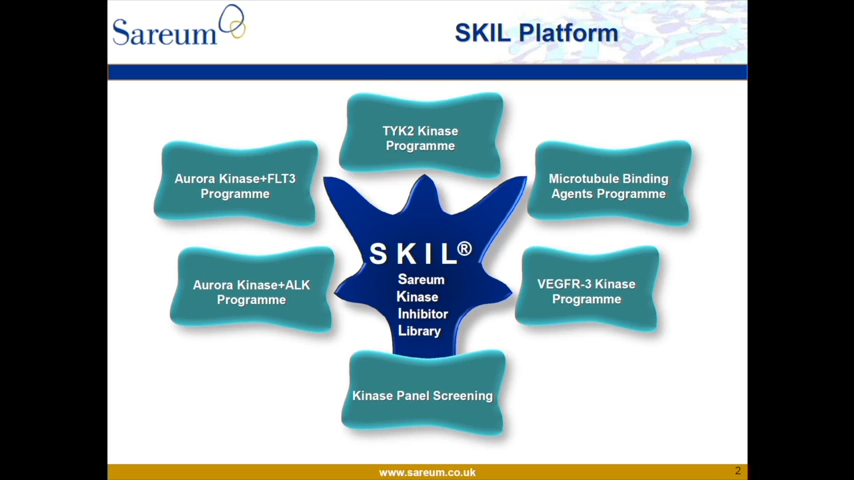 Sareum
SKIL Platform
TYK2 Kinase
Programme
Aurora Kinase+FLT3
Programme
Microtubule Binding
Agents Programme
SKIL®
Sareum
Kinase
Inhibitor
Library
Aurora Kinase+ALK
Programme
VEGFR-3 Kinase
Programme
Kinase Panel Screening
www.sareum.co.uk
2